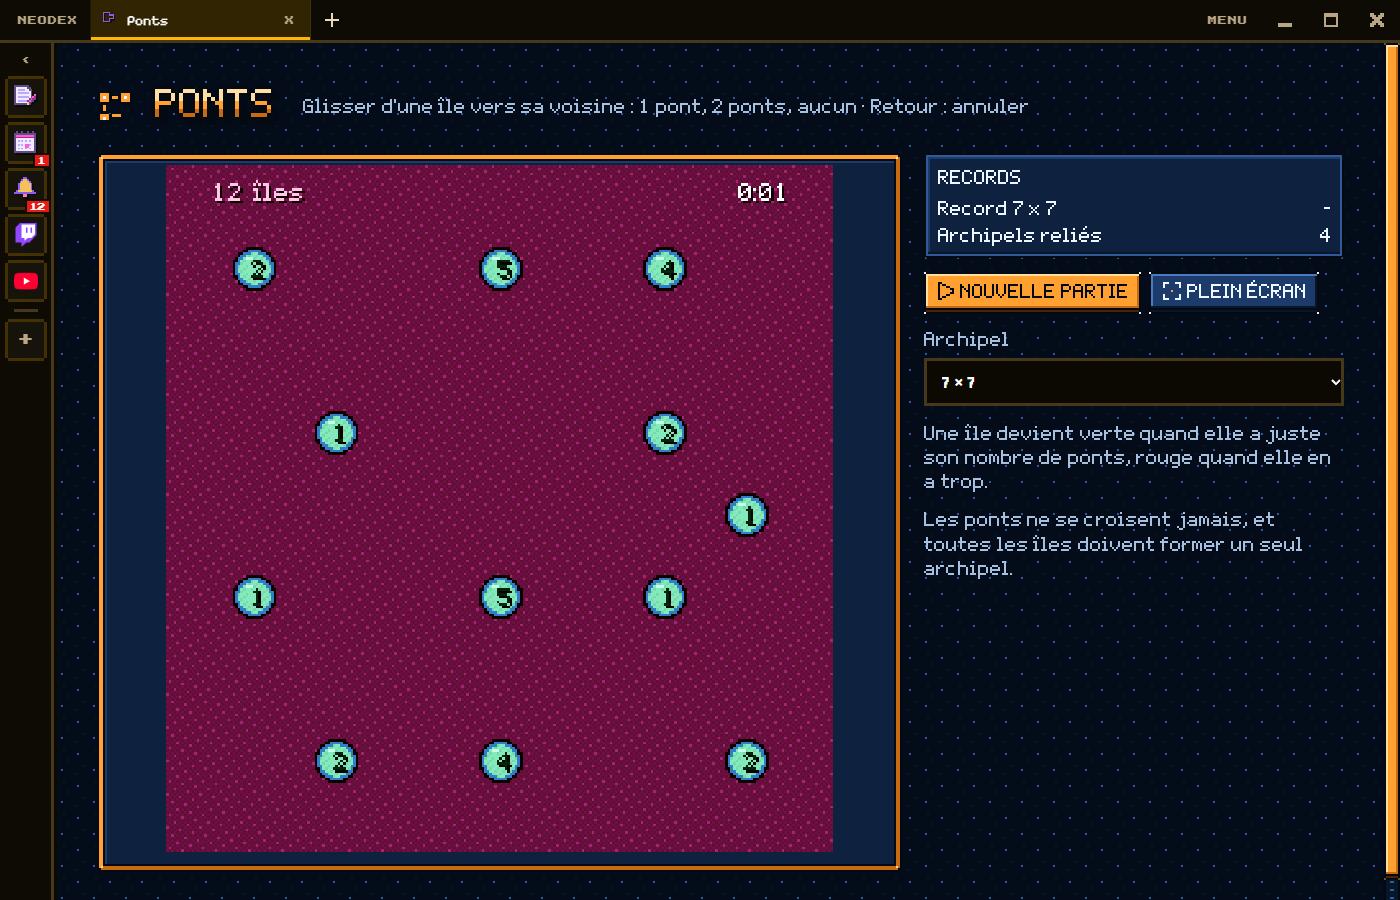 NEODEX
Ponts
MENU
1
12
PONTS
Glisser d'une île vers sa voisine : 1 pont, 2 ponts, aucun · Retour : annuler
12 îles
0:01
2 5 4
1 2
1
1 5 1
2 4 2
RECORDS
Record 7 x 7 -
Archipels reliés 4
NOUVELLE PARTIE
PLEIN ÉCRAN
Archipel
7 × 7
Une île devient verte quand elle a juste
son nombre de ponts, rouge quand elle en
a trop.
Les ponts ne se croisent jamais, et
toutes les îles doivent former un seul
archipel.